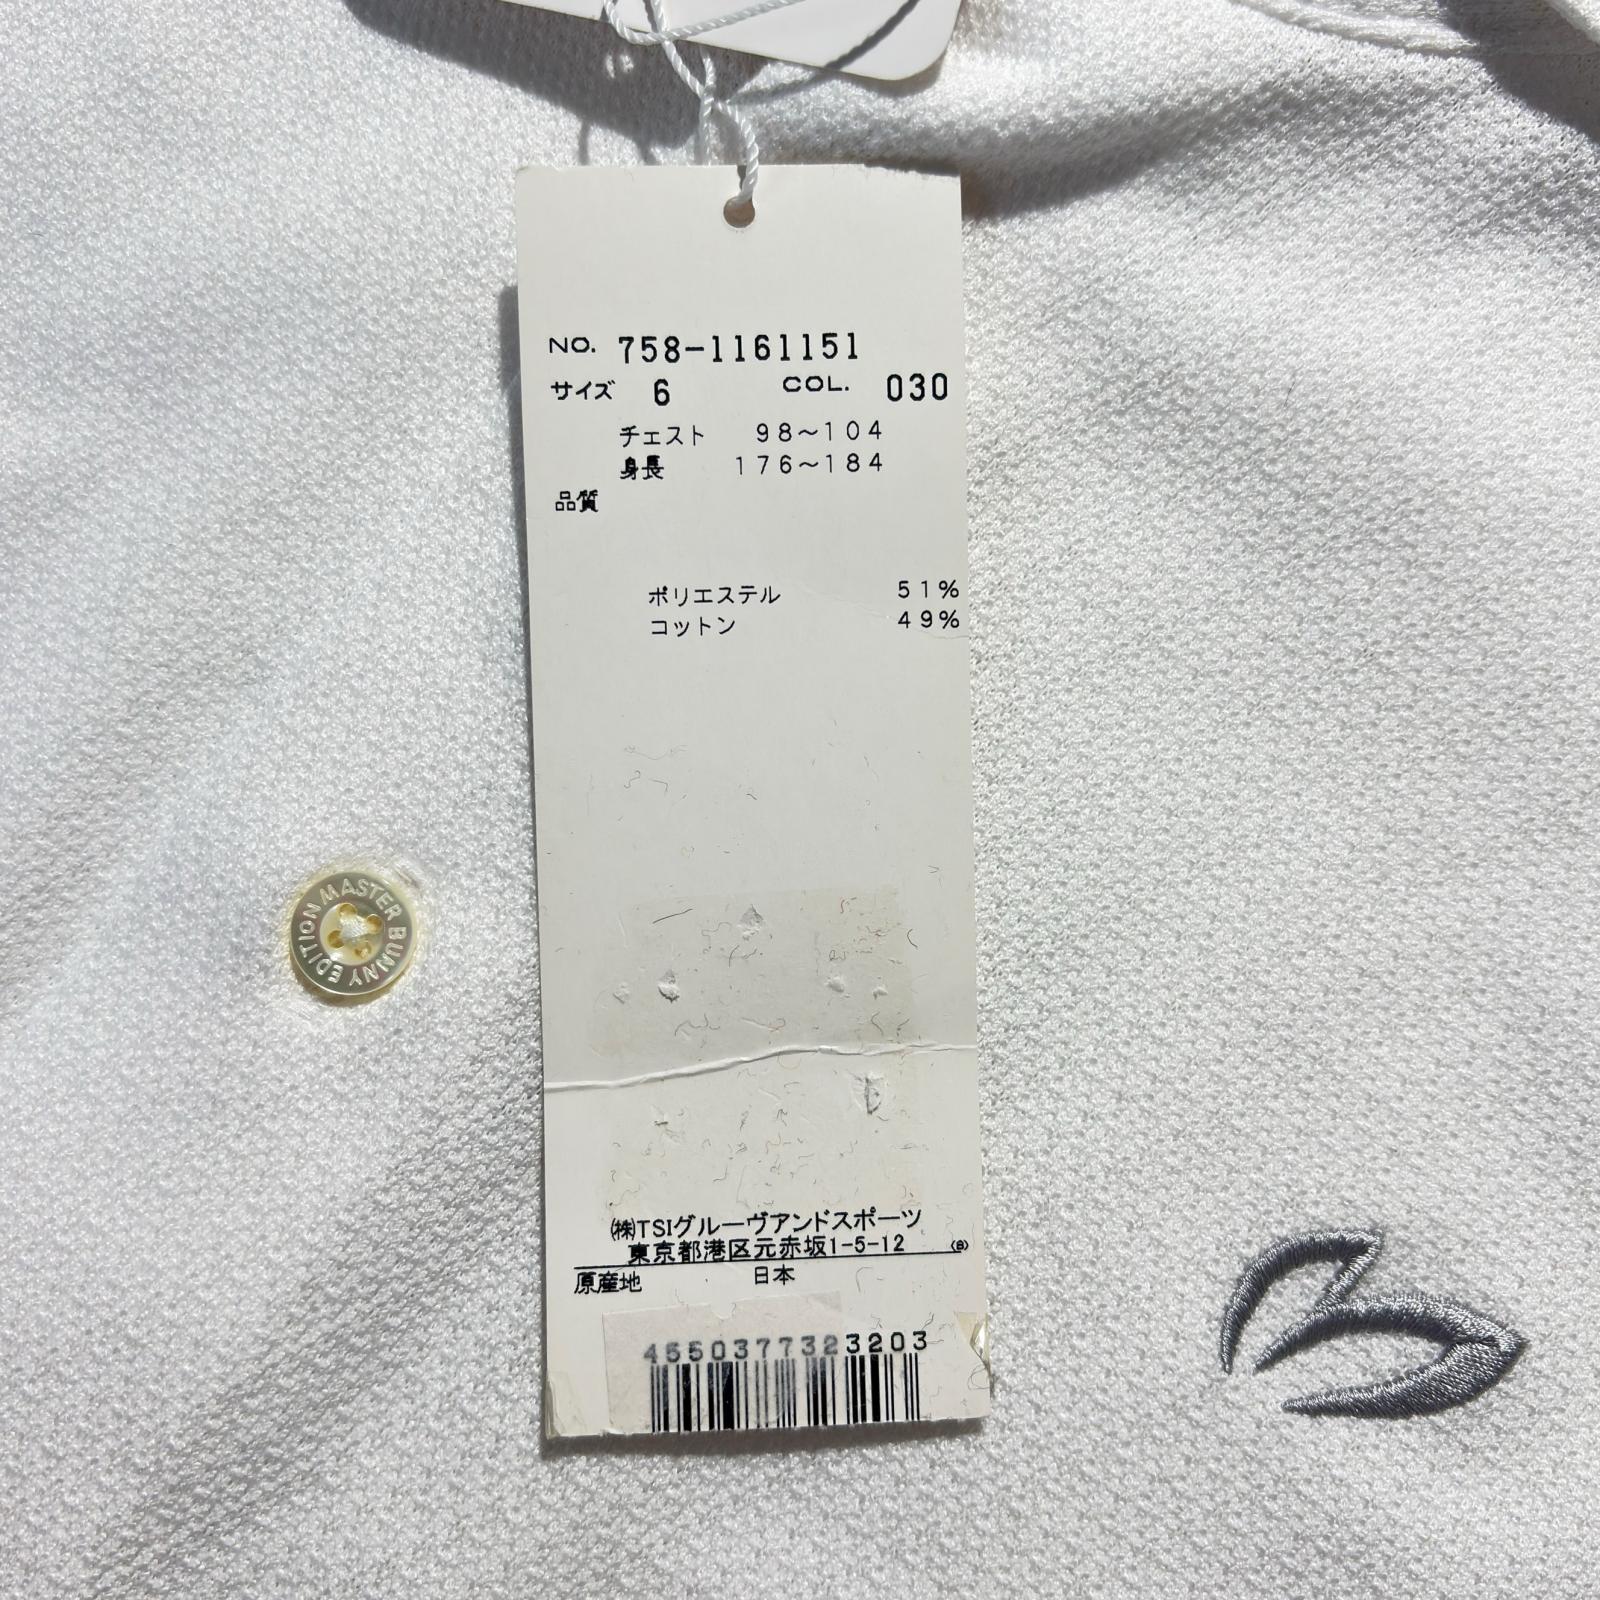 NO. 758-1161151
サイズ 6 COL. 030
チェスト 98~104
身長 176~184
品質
ポリエステル 51%
コットン 49%
MASTER BUNNY EDITION
㈱TSIグルーヴアンドスポーツ
東京都港区元赤坂1-5-12
原産地 日本
4550377323203